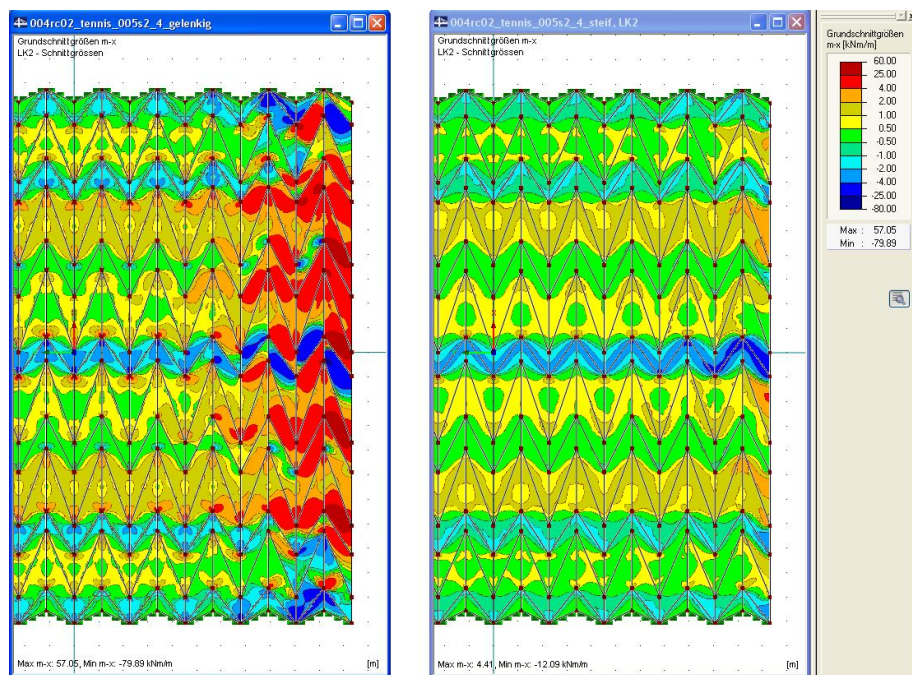 004rc02_tennis_005s2_4_gelenkig
Grundschnittgrößen m-x
LK2 - Schnittgrössen
Max m-x: 57.05, Min m-x: -79.89 kNm/m
[m]
004rc02_tennis_005s2_4_steif, LK2
Grundschnittgrößen m-x
LK2 - Schnittgrössen
Max m-x: 4.41, Min m-x: -12.09 kNm/m
[m]
Grundschnittgrößen
m-x [kNm/m]
60.00
25.00
4.00
2.00
1.00
0.50
-0.50
-1.00
-2.00
-4.00
-25.00
-80.00
Max : 57.05
Min : -79.89